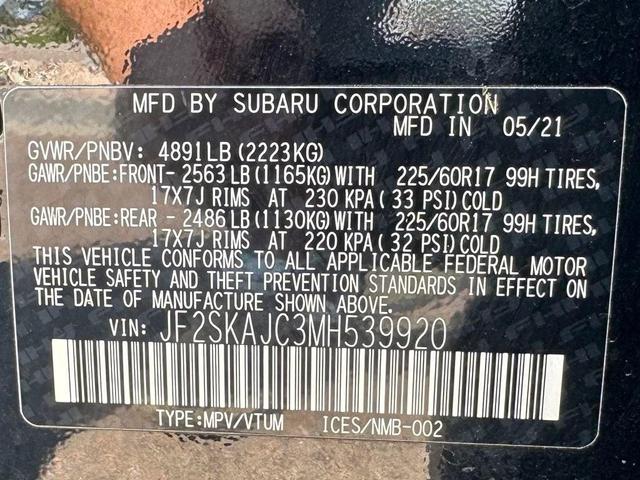 MFD BY SUBARU CORPORATION
MFD IN 05/21
GVWR/PNBV: 4891LB (2223KG)
GAWR/PNBE:FRONT- 2563 LB (1165KG) WITH 225/60R17 99H TIRES,
17X7J RIMS AT 230 KPA (33 PSI) COLD
GAWR/PNBE:REAR - 2486 LB (1130KG) WITH 225/60R17 99H TIRES,
17X7J RIMS AT 220 KPA (32 PSI) COLD
THIS VEHICLE CONFORMS TO ALL APPLICABLE FEDERAL MOTOR
VEHICLE SAFETY AND THEFT PREVENTION STANDARDS IN EFFECT ON
THE DATE OF MANUFACTURE SHOWN ABOVE.
VIN: JF2SKAJC3MH539920
TYPE:MPV/VTUM ICES/NMB-002